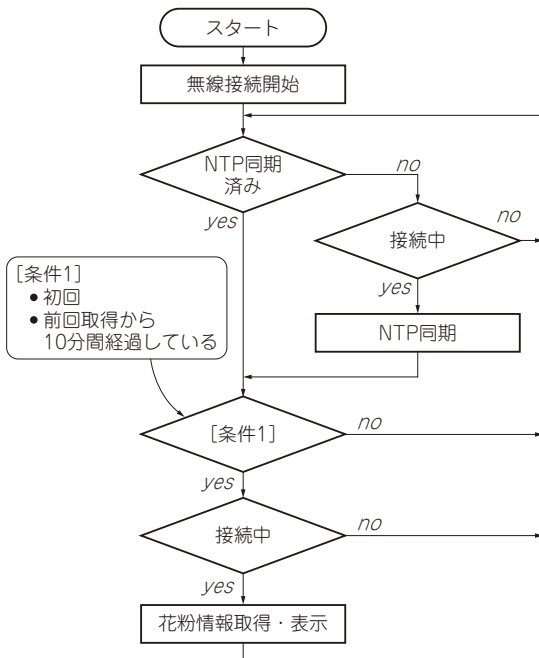 スタート
無線接続開始
NTP同期
済み
no
yes
接続中
no
yes
NTP同期
[条件1]
• 初回
• 前回取得から
10分間経過している
[条件1]
no
yes
接続中
no
yes
花粉情報取得・表示